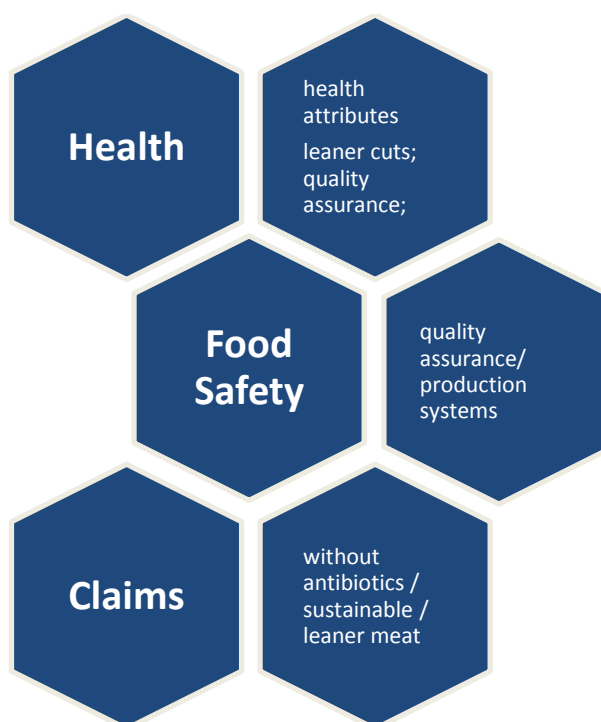 Health
health
attributes
leaner cuts;
quality
assurance;
Food
Safety
quality
assurance/
production
systems
Claims
without
antibiotics /
sustainable /
leaner meat